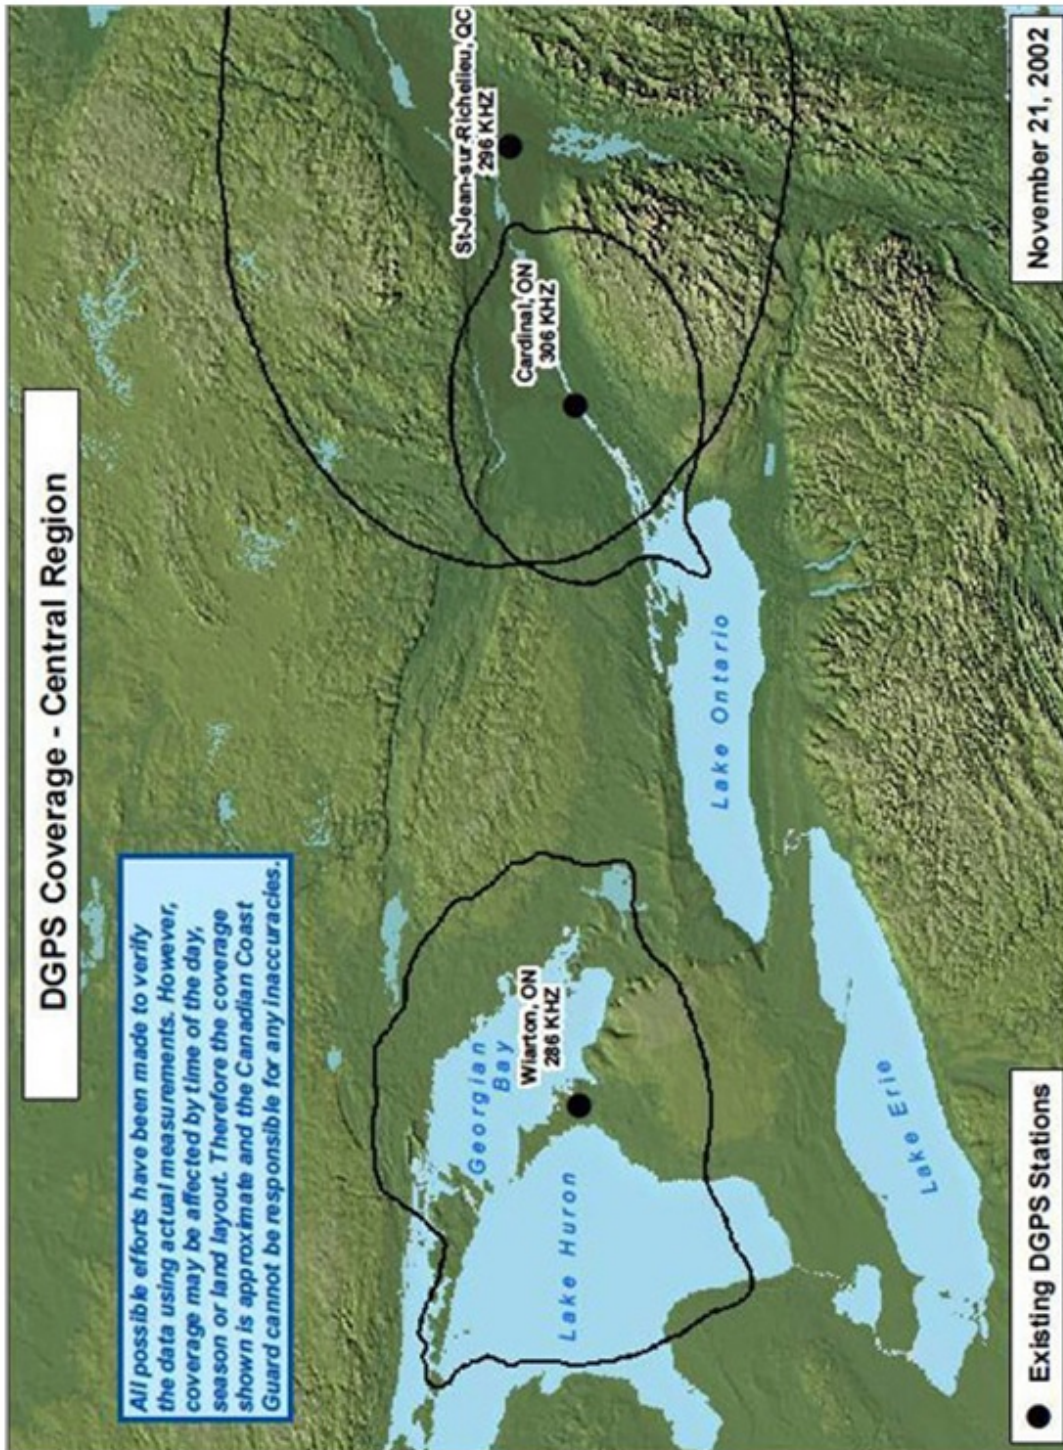 DGPS Coverage - Central Region
All possible efforts have been made to verify
the data using actual measurements. However,
coverage may be affected by time of the day,
season or land layout. Therefore the coverage
shown is approximate and the Canadian Coast
Guard cannot be responsible for any inaccuracies.
St-Jean-sur-Richelieu, QC
296 KHZ
Cardinal, ON
306 KHZ
Georgian
Bay
Wiarton, ON
286 KHZ
Lake Huron
Lake Ontario
Lake Erie
Existing DGPS Stations
November 21, 2002